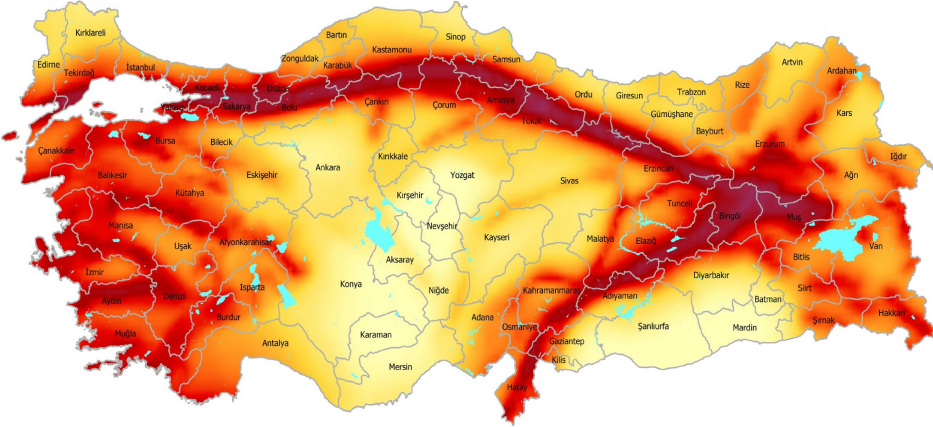 Kırklareli
Edirne
Tekirdağ
İstanbul
Kocaeli
Yalova
Sakarya
Düzce
Bolu
Zonguldak
Bartın
Karabük
Kastamonu
Sinop
Samsun
Çankırı
Çorum
Amasya
Tokat
Ordu
Giresun
Trabzon
Gümüşhane
Bayburt
Rize
Artvin
Ardahan
Kars
Erzurum
Iğdır
Ağrı
Çanakkale
Bursa
Bilecik
Balıkesir
Kütahya
Eskişehir
Ankara
Kırıkkale
Kırşehir
Yozgat
Sivas
Erzincan
Tunceli
Bingöl
Muş
Elazığ
Malatya
Bitlis
Van
Manisa
Uşak
Afyonkarahisar
İzmir
Aydın
Denizli
Isparta
Burdur
Muğla
Antalya
Konya
Aksaray
Nevşehir
Kayseri
Niğde
Karaman
Mersin
Adana
Kahramanmaraş
Osmaniye
Gaziantep
Kilis
Hatay
Adıyaman
Şanlıurfa
Diyarbakır
Batman
Mardin
Siirt
Şırnak
Hakkari